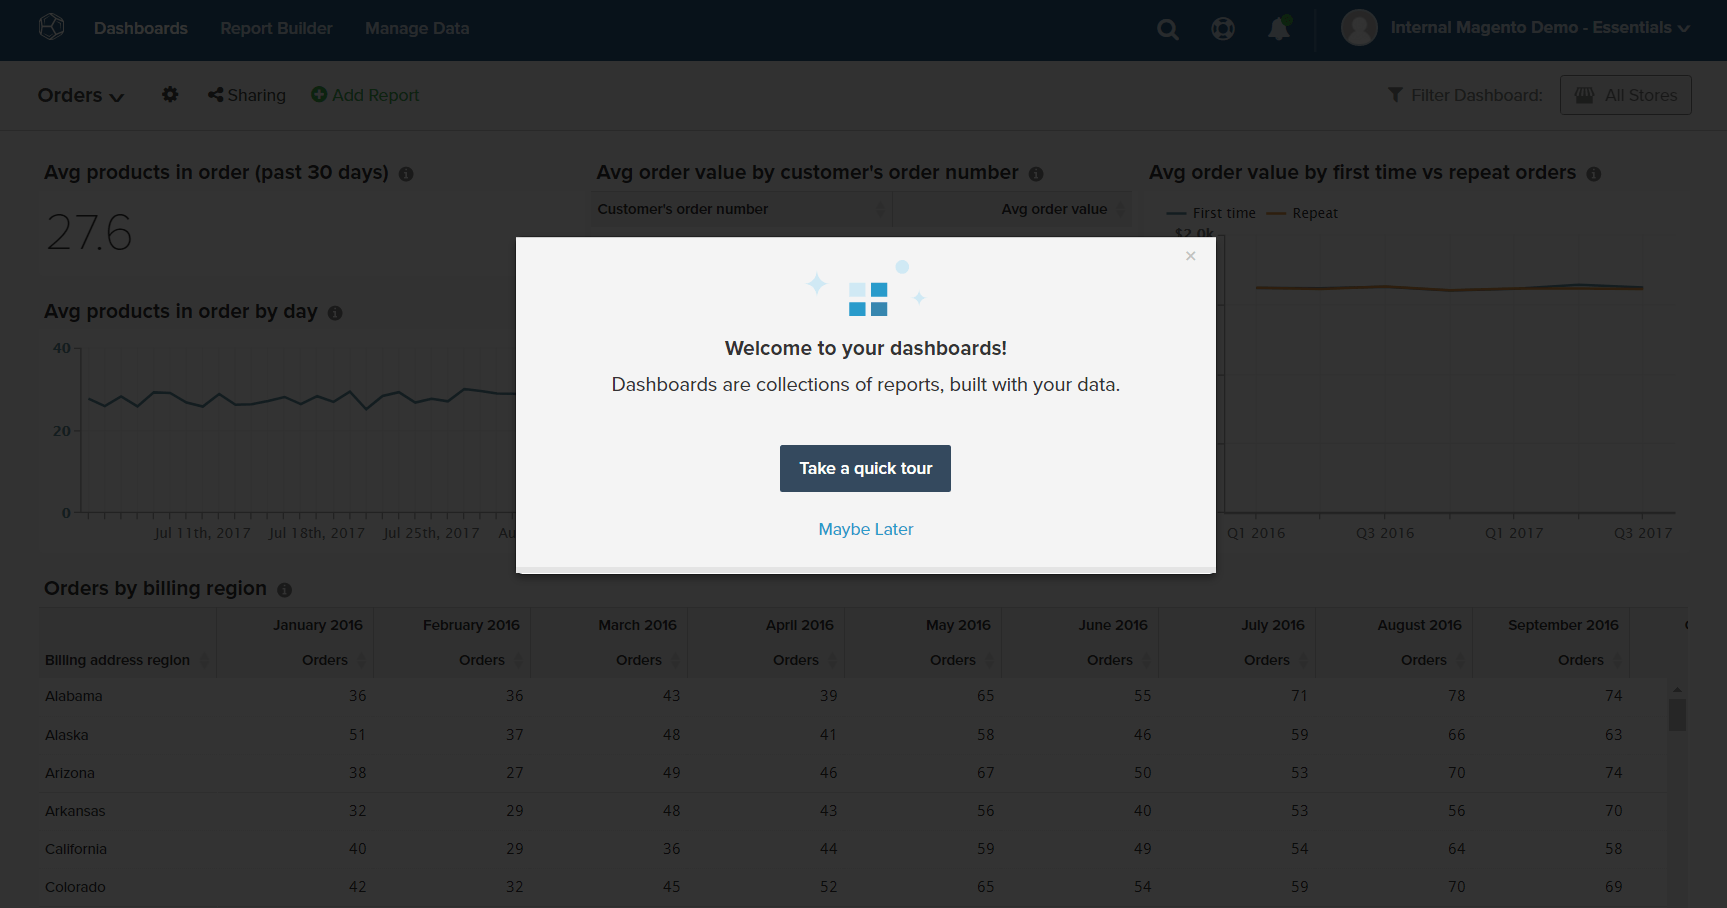 Dashboards Report Builder Manage Data Internal Magento Demo - Essentials
Orders Sharing Add Report Filter Dashboard: All Stores
Avg products in order (past 30 days)
27.6
Avg order value by customer's order number
Customer's order number Avg order value
Avg order value by first time vs repeat orders
First time Repeat
$2.0k
Q1 2016 Q3 2016 Q1 2017 Q3 2017
Avg products in order by day
40
20
0
Jul 11th, 2017 Jul 18th, 2017 Jul 25th, 2017 Au
×
Welcome to your dashboards!
Dashboards are collections of reports, built with your data.
Take a quick tour
Maybe Later
Orders by billing region
January 2016 February 2016 March 2016 April 2016 May 2016 June 2016 July 2016 August 2016 September 2016
Billing address region Orders Orders Orders Orders Orders Orders Orders Orders Orders
Alabama 36 36 43 39 65 55 71 78 74
Alaska 51 37 48 41 58 46 59 66 63
Arizona 38 27 49 46 67 50 53 70 74
Arkansas 32 29 48 43 56 40 53 56 70
California 40 29 36 44 59 49 54 64 58
Colorado 42 32 45 52 65 54 59 70 69